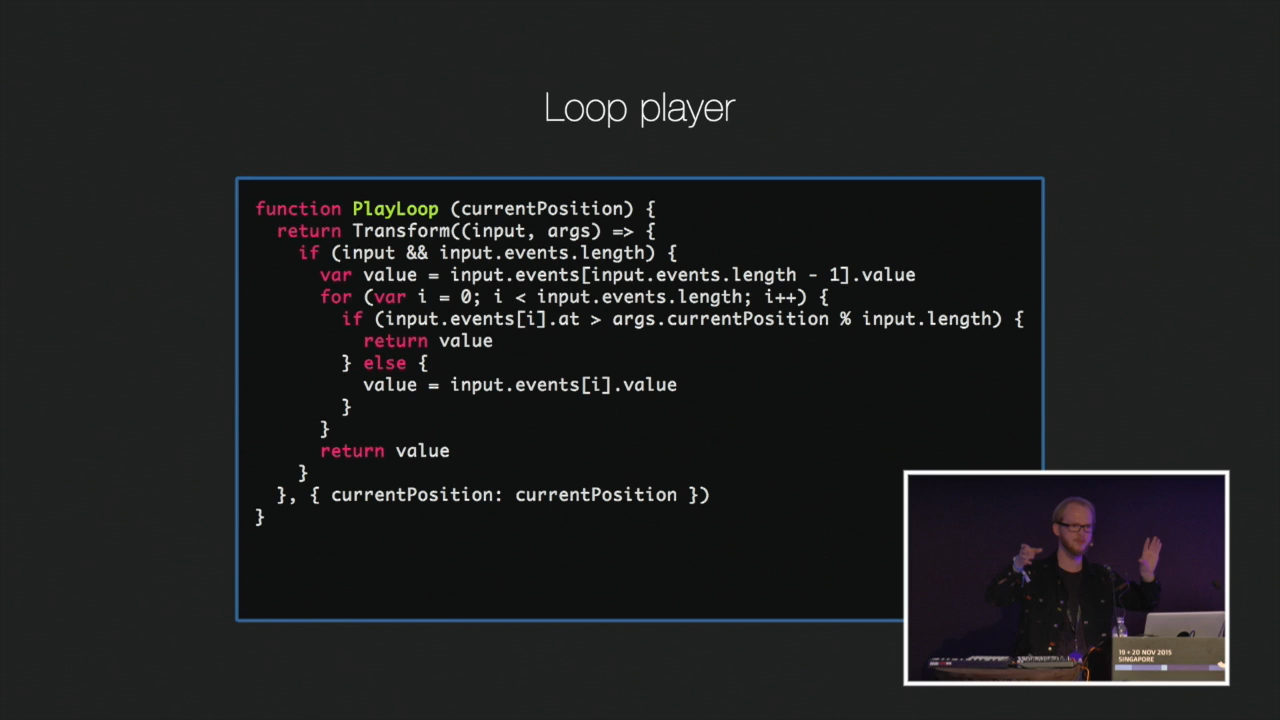 Loop player
function PlayLoop (currentPosition) {
  return Transform((input, args) => {
    if (input && input.events.length) {
      var value = input.events[input.events.length - 1].value
      for (var i = 0; i < input.events.length; i++) {
        if (input.events[i].at > args.currentPosition % input.length) {
          return value
        } else {
          value = input.events[i].value
        }
      }
      return value
    }
  }, { currentPosition: currentPosition })
}
19 + 20 NOV 2015
SINGAPORE